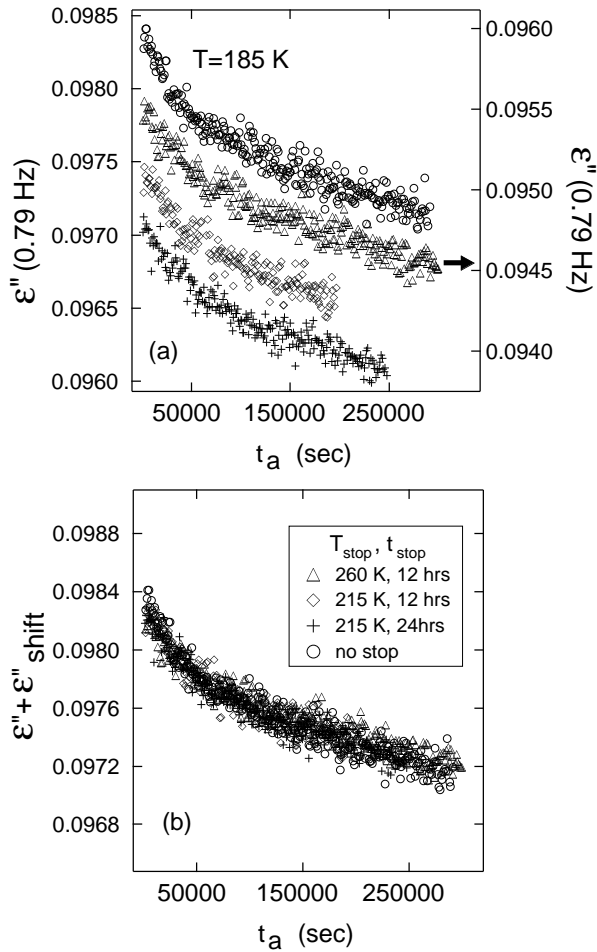 0.0985
0.0980
0.0975
0.0970
0.0965
0.0960
ε" (0.79 Hz)
T=185 K
(a)
0.0960
0.0955
0.0950
0.0945
0.0940
ε" (0.79 Hz)
50000 150000 250000
t_a (sec)
0.0988
0.0984
0.0980
0.0976
0.0972
0.0968
ε"+ε"shift
T_stop, t_stop
△ 260 K, 12 hrs
◇ 215 K, 12 hrs
+ 215 K, 24hrs
○ no stop
(b)
50000 150000 250000
t_a (sec)